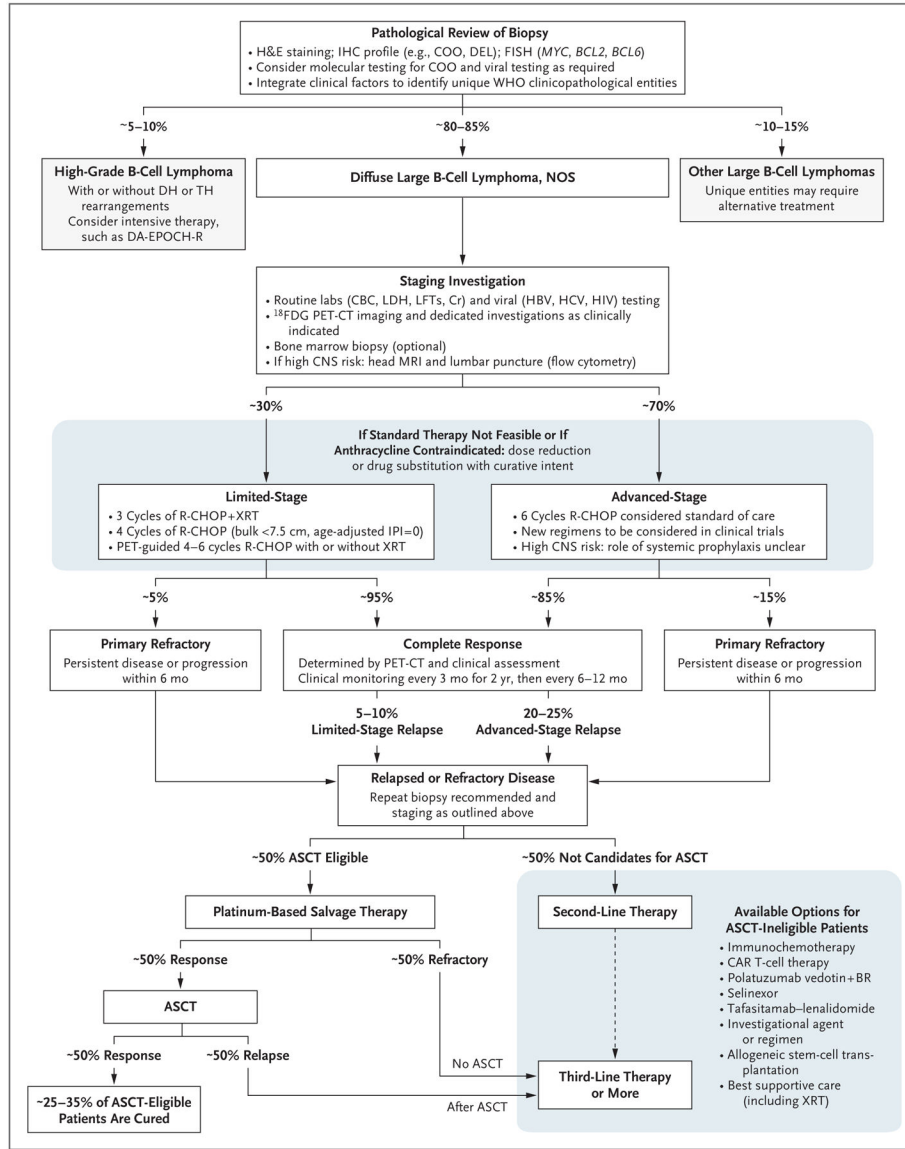 Pathological Review of Biopsy
• H&E staining; IHC profile (e.g., COO, DEL); FISH (MYC, BCL2, BCL6)
• Consider molecular testing for COO and viral testing as required
• Integrate clinical factors to identify unique WHO clinicopathological entities
~5–10%
~80–85%
~10–15%
High-Grade B-Cell Lymphoma
With or without DH or TH
rearrangements
Consider intensive therapy,
such as DA-EPOCH-R
Diffuse Large B-Cell Lymphoma, NOS
Other Large B-Cell Lymphomas
Unique entities may require
alternative treatment
Staging Investigation
• Routine labs (CBC, LDH, LFTs, Cr) and viral (HBV, HCV, HIV) testing
• ¹⁸FDG PET-CT imaging and dedicated investigations as clinically
indicated
• Bone marrow biopsy (optional)
• If high CNS risk: head MRI and lumbar puncture (flow cytometry)
~30%
~70%
If Standard Therapy Not Feasible or If
Anthracycline Contraindicated: dose reduction
or drug substitution with curative intent
Limited-Stage
• 3 Cycles of R-CHOP+XRT
• 4 Cycles of R-CHOP (bulk <7.5 cm, age-adjusted IPI=0)
• PET-guided 4–6 cycles R-CHOP with or without XRT
Advanced-Stage
• 6 Cycles R-CHOP considered standard of care
• New regimens to be considered in clinical trials
• High CNS risk: role of systemic prophylaxis unclear
~5%
~95%
~85%
~15%
Primary Refractory
Persistent disease or progression
within 6 mo
Complete Response
Determined by PET-CT and clinical assessment
Clinical monitoring every 3 mo for 2 yr, then every 6–12 mo
Primary Refractory
Persistent disease or progression
within 6 mo
5–10%
Limited-Stage Relapse
20–25%
Advanced-Stage Relapse
Relapsed or Refractory Disease
Repeat biopsy recommended and
staging as outlined above
~50% ASCT Eligible
~50% Not Candidates for ASCT
Platinum-Based Salvage Therapy
Second-Line Therapy
Available Options for
ASCT-Ineligible Patients
• Immunochemotherapy
• CAR T-cell therapy
• Polatuzumab vedotin+BR
• Selinexor
• Tafasitamab–lenalidomide
• Investigational agent
or regimen
• Allogeneic stem-cell trans-
plantation
• Best supportive care
(including XRT)
~50% Response
~50% Refractory
ASCT
~50% Response
~50% Relapse
No ASCT
After ASCT
Third-Line Therapy
or More
~25–35% of ASCT-Eligible
Patients Are Cured